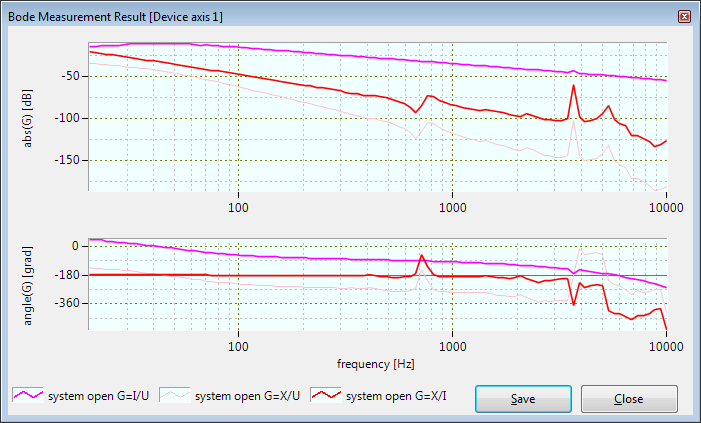 Bode Measurement Result [Device axis 1]
abs(G) [dB]
-50
-100
-150
100 1000 10000
angle(G) [grad]
0
-180
-360
100 1000 10000
frequency [Hz]
system open G=I/U system open G=X/U system open G=X/I Save Close